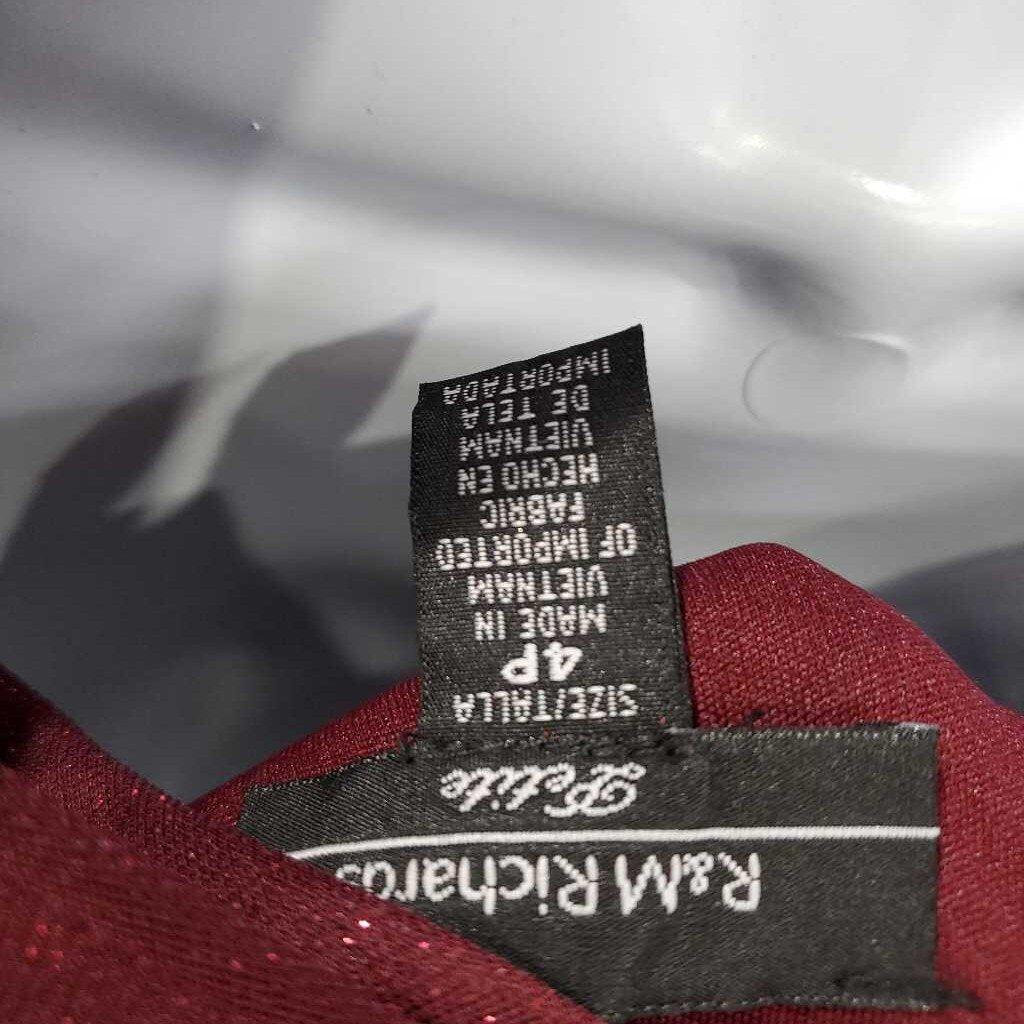 R&M Richards
Petite
SIZE/TALLA
4P
MADE IN
VIETNAM
OF IMPORTED
FABRIC
HECHO EN
VIETNAM
DE TELA
IMPORTADA